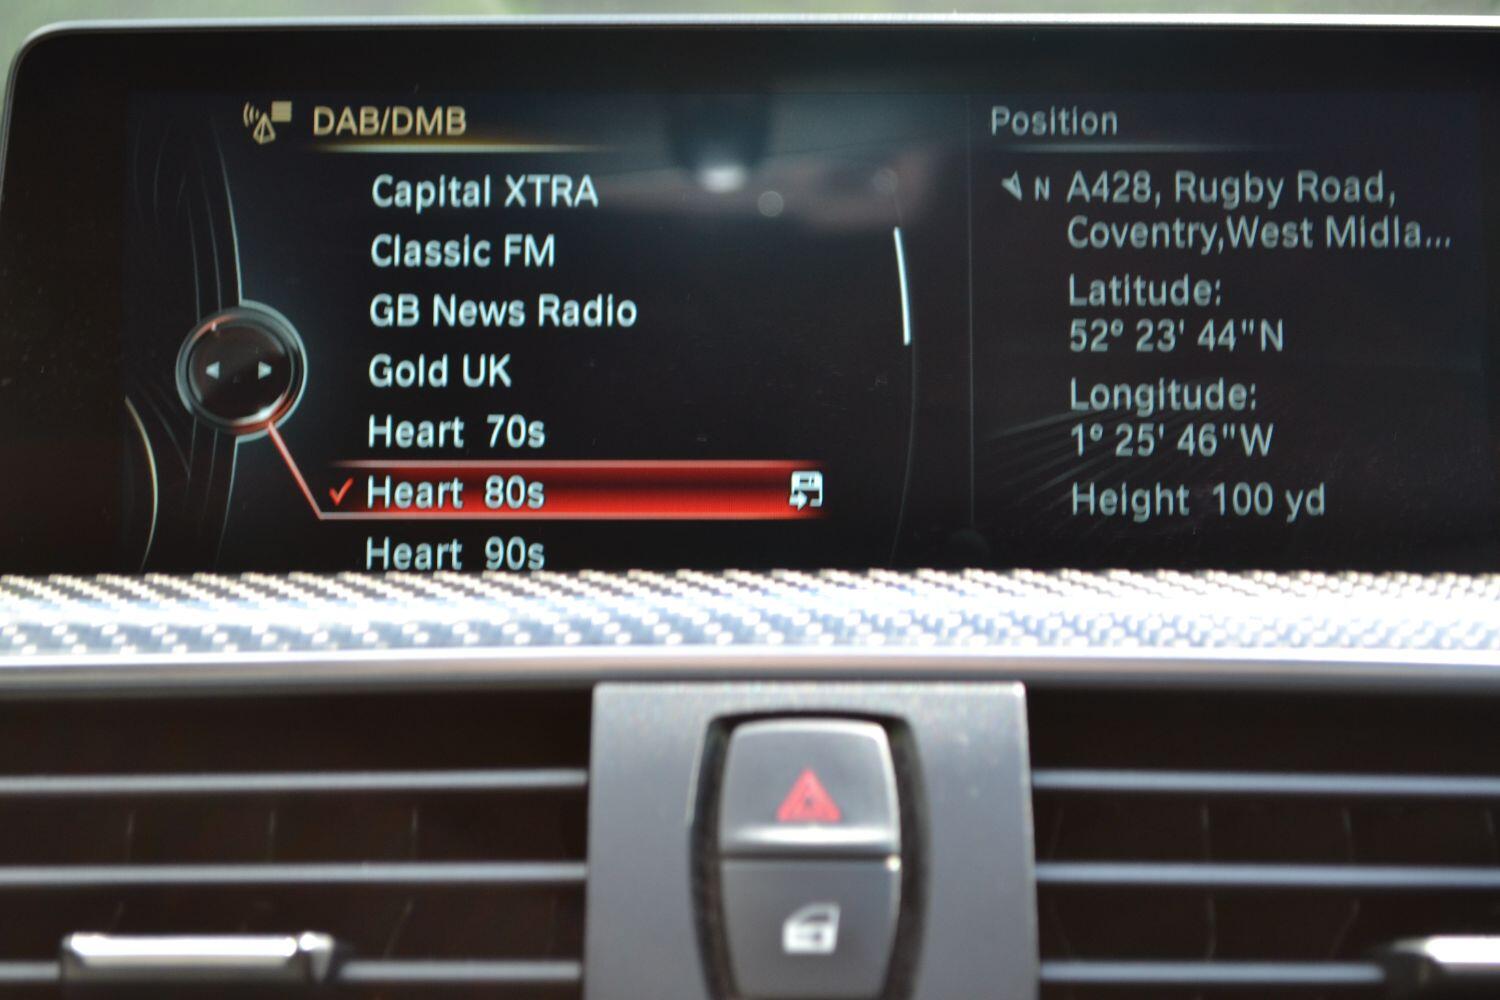 DAB/DMB
Capital XTRA
Classic FM
GB News Radio
Gold UK
Heart 70s
Heart 80s
Heart 90s
Position
N A428, Rugby Road,
Coventry,West Midla...
Latitude:
52° 23' 44"N
Longitude:
1° 25' 46"W
Height 100 yd